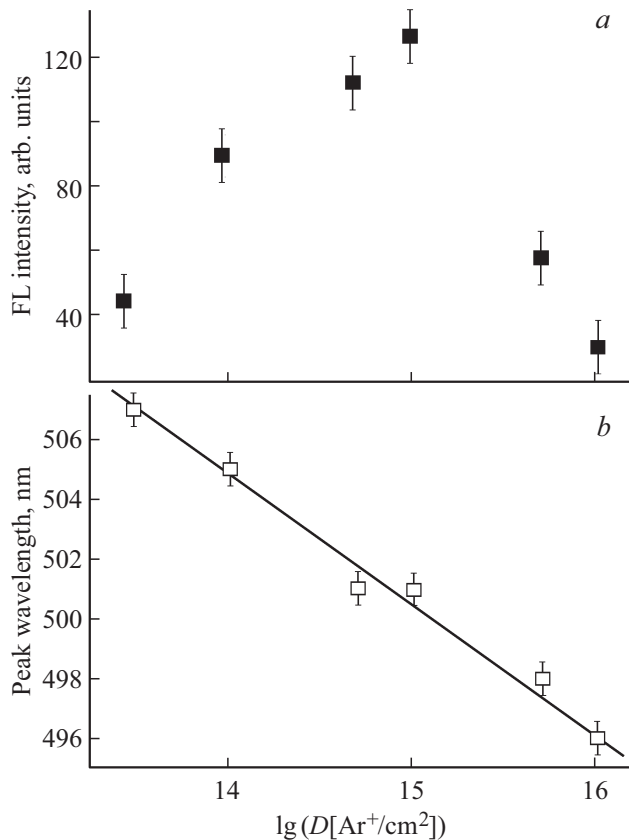 a
120
80
40
FL intensity, arb. units
b
506
504
502
500
498
496
Peak wavelength, nm
14 15 16
lg (D[Ar⁺/cm²])